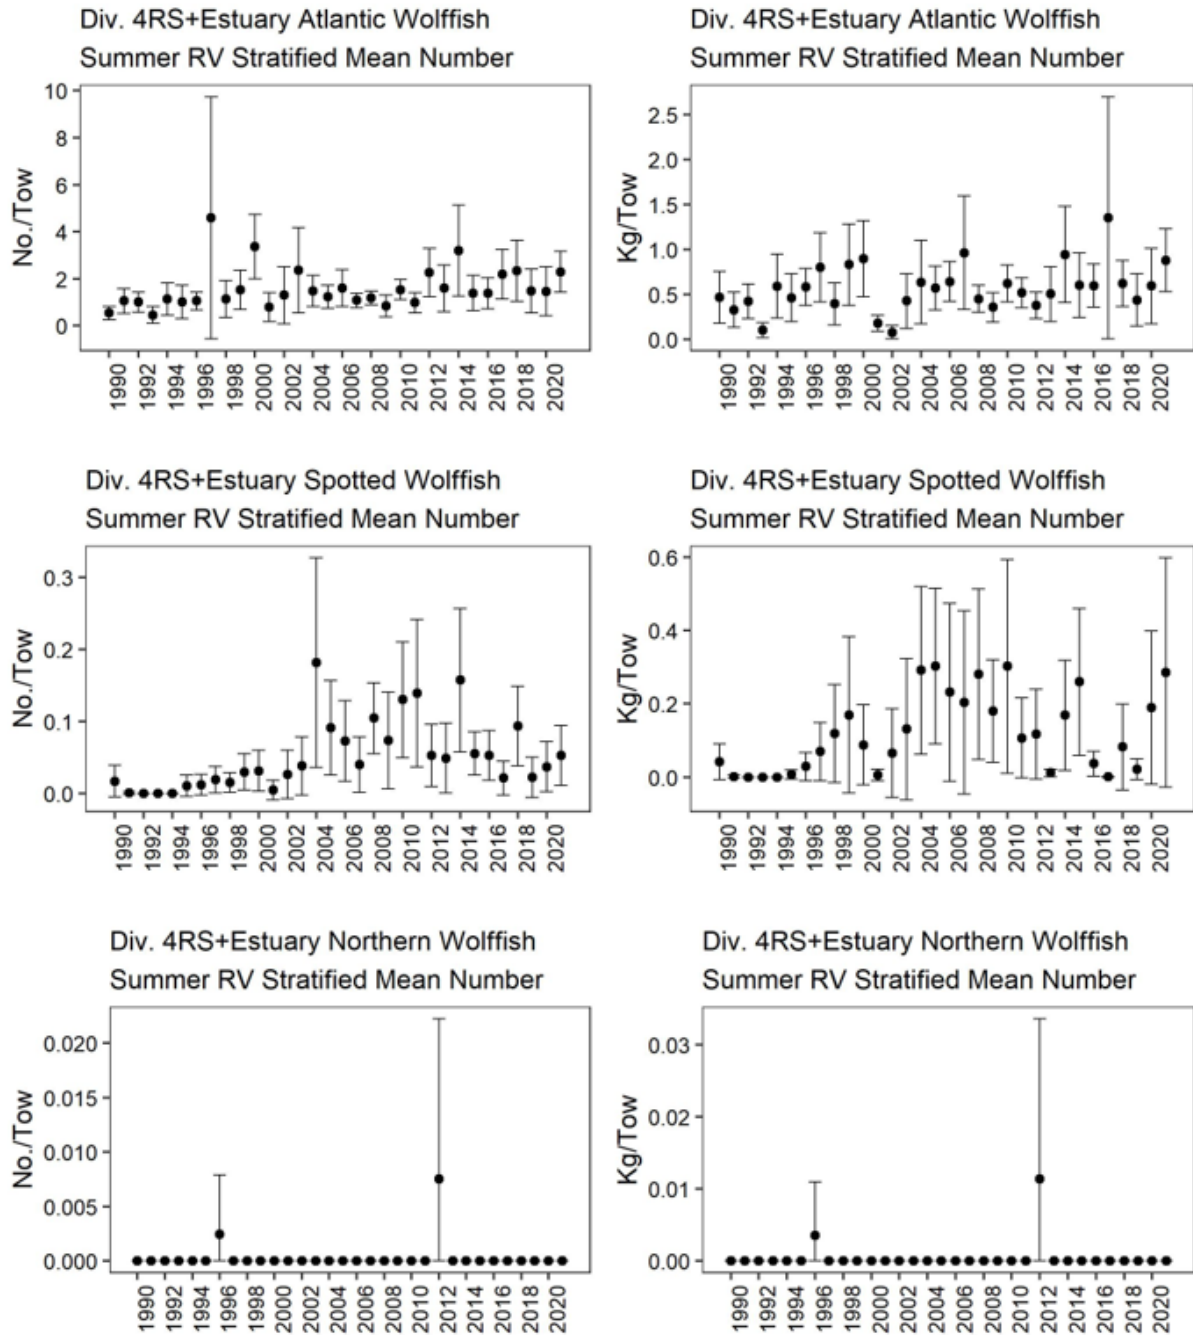 Div. 4RS+Estuary Atlantic Wolffish
Summer RV Stratified Mean Number
No./Tow
10
8
6
4
2
0
1990 1992 1994 1996 1998 2000 2002 2004 2006 2008 2010 2012 2014 2016 2018 2020
Div. 4RS+Estuary Atlantic Wolffish
Summer RV Stratified Mean Number
Kg/Tow
2.5
2.0
1.5
1.0
0.5
0.0
1990 1992 1994 1996 1998 2000 2002 2004 2006 2008 2010 2012 2014 2016 2018 2020
Div. 4RS+Estuary Spotted Wolffish
Summer RV Stratified Mean Number
No./Tow
0.3
0.2
0.1
0.0
1990 1992 1994 1996 1998 2000 2002 2004 2006 2008 2010 2012 2014 2016 2018 2020
Div. 4RS+Estuary Spotted Wolffish
Summer RV Stratified Mean Number
Kg/Tow
0.6
0.4
0.2
0.0
1990 1992 1994 1996 1998 2000 2002 2004 2006 2008 2010 2012 2014 2016 2018 2020
Div. 4RS+Estuary Northern Wolffish
Summer RV Stratified Mean Number
No./Tow
0.020
0.015
0.010
0.005
0.000
1990 1992 1994 1996 1998 2000 2002 2004 2006 2008 2010 2012 2014 2016 2018 2020
Div. 4RS+Estuary Northern Wolffish
Summer RV Stratified Mean Number
Kg/Tow
0.03
0.02
0.01
0.00
1990 1992 1994 1996 1998 2000 2002 2004 2006 2008 2010 2012 2014 2016 2018 2020